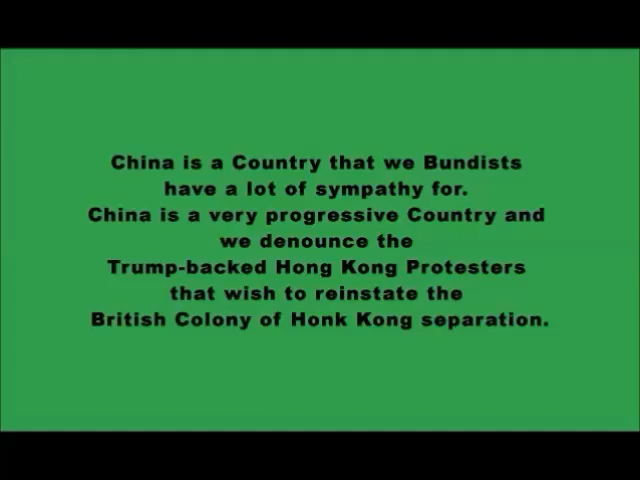 China is a Country that we Bundists
have a lot of sympathy for.
China is a very progressive Country and
we denounce the
Trump-backed Hong Kong Protesters
that wish to reinstate the
British Colony of Honk Kong separation.